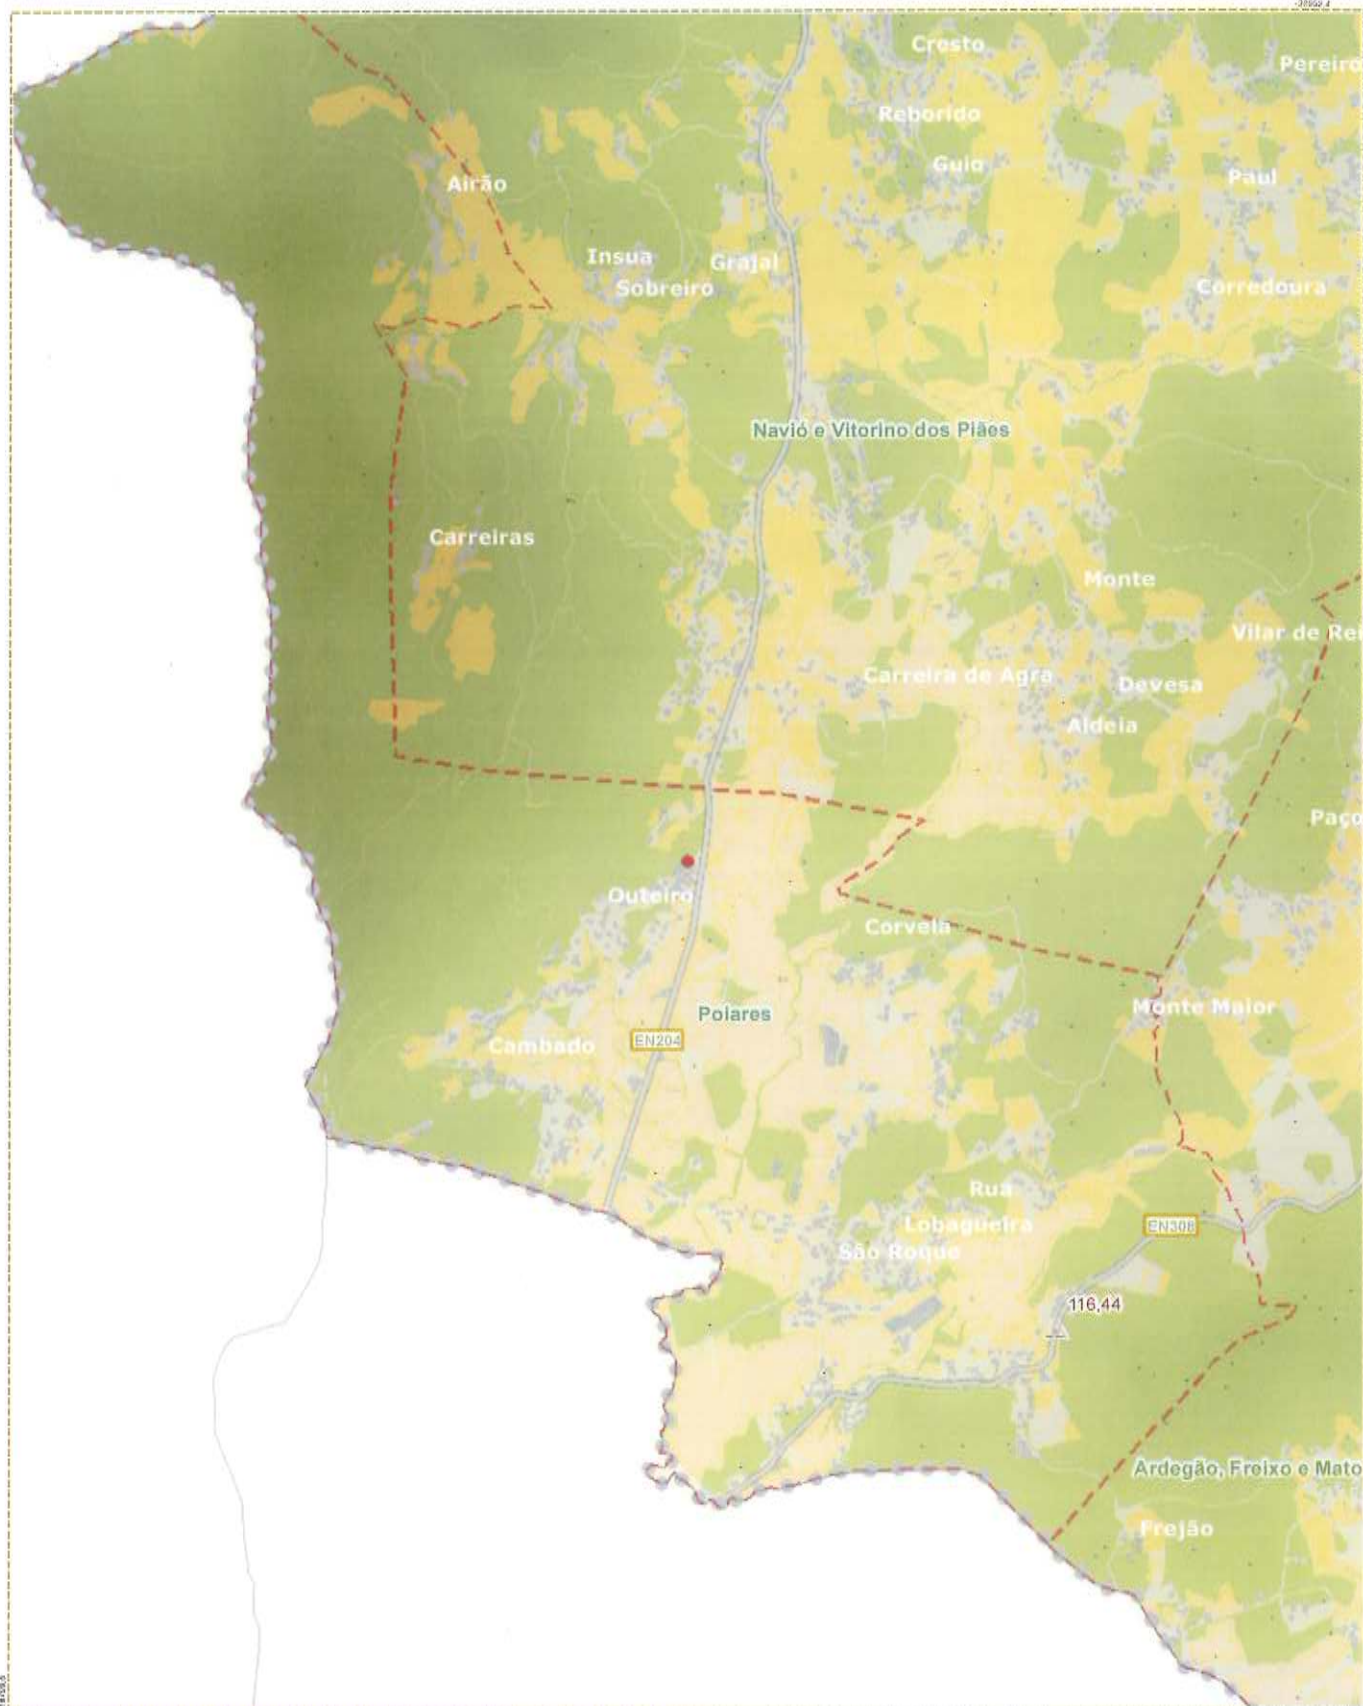 Cresto
Pereiro
Reborido
Guio
Paul
Airão
Insua
Grajal
Sobreiro
Corredoura
Navió e Vitorino dos Piães
Carreiras
Monte
Vilar de Rei
Carreira de Agra
Devesa
Aldeia
Paço
Outeiro
Corvela
Monte Maior
Poiares
EN204
Cambado
Rua
Lobagueira
EN308
São Roque
116,44
Ardegão, Freixo e Mato
Frejão